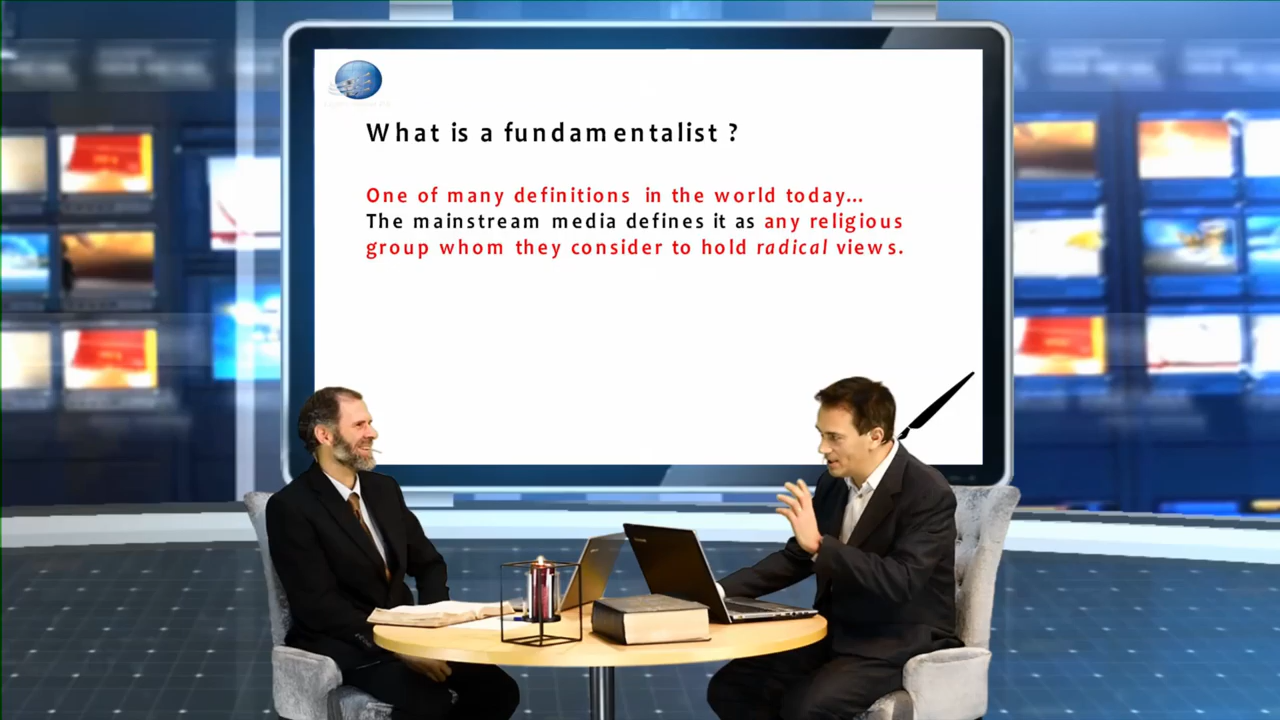 What is a fundamentalist ?
One of many definitions in the world today...
The mainstream media defines it as any religious
group whom they consider to hold radical views.